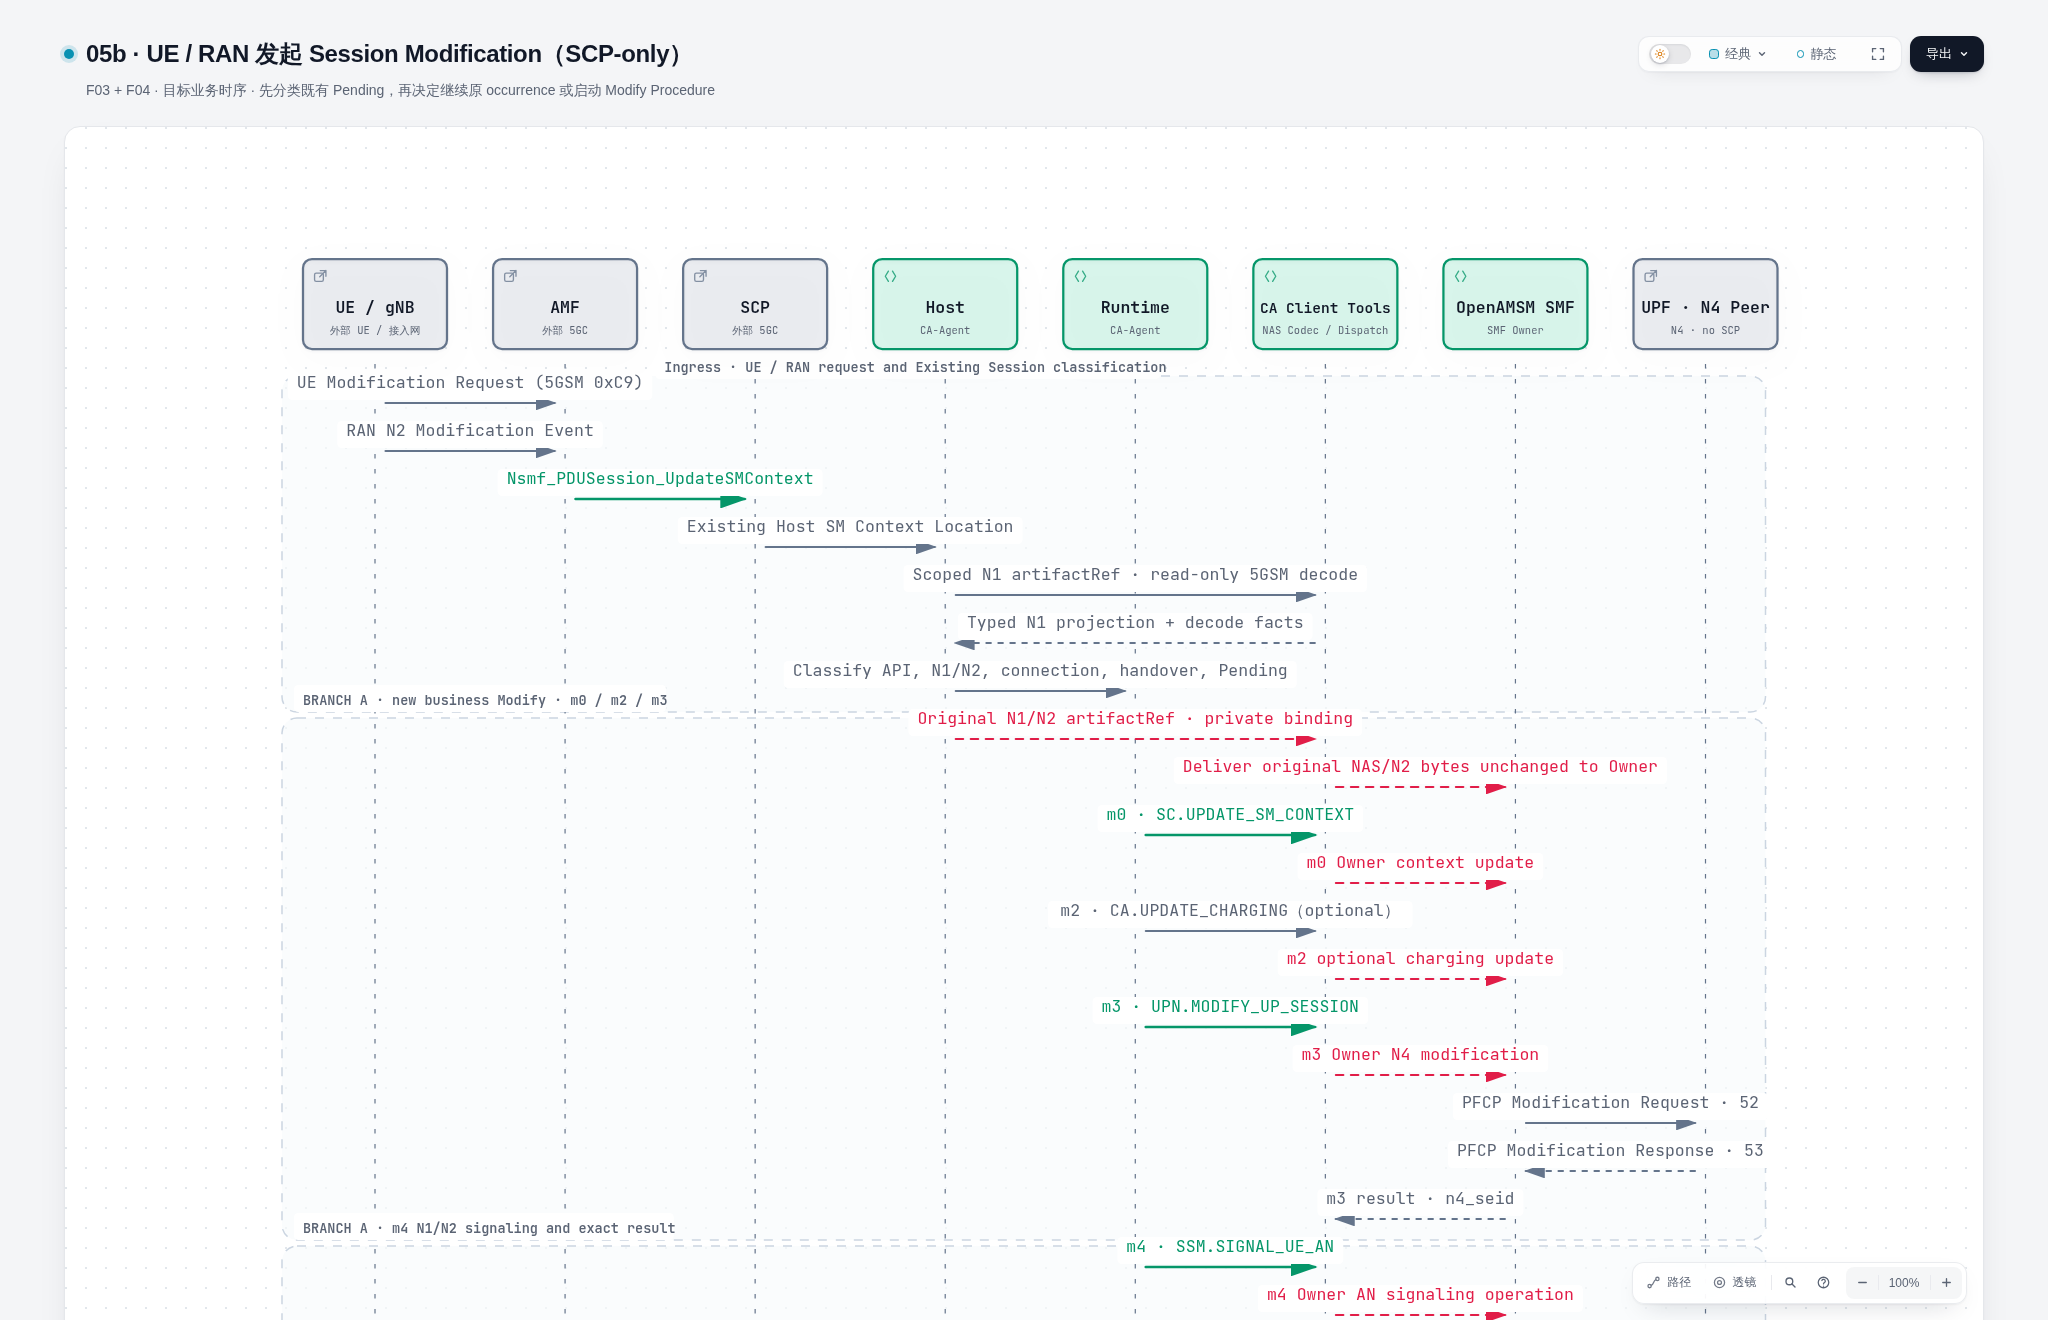 05b · UE / RAN 发起 Session Modification（SCP-only）
F03 + F04 · 目标业务时序 · 先分类既有 Pending，再决定继续原 occurrence 或启动 Modify Procedure
经典
静态
导出
UE / gNB
外部 UE / 接入网
AMF
外部 5GC
SCP
外部 5GC
Host
CA-Agent
Runtime
CA-Agent
CA Client Tools
NAS Codec / Dispatch
OpenAMSM SMF
SMF Owner
UPF · N4 Peer
N4 · no SCP
Ingress · UE / RAN request and Existing Session classification
UE Modification Request (5GSM 0xC9)
RAN N2 Modification Event
Nsmf_PDUSession_UpdateSMContext
Existing Host SM Context Location
Scoped N1 artifactRef · read-only 5GSM decode
Typed N1 projection + decode facts
Classify API, N1/N2, connection, handover, Pending
BRANCH A · new business Modify · m0 / m2 / m3
Original N1/N2 artifactRef · private binding
Deliver original NAS/N2 bytes unchanged to Owner
m0 · SC.UPDATE_SM_CONTEXT
m0 Owner context update
m2 · CA.UPDATE_CHARGING（optional）
m2 optional charging update
m3 · UPN.MODIFY_UP_SESSION
m3 Owner N4 modification
PFCP Modification Request · 52
PFCP Modification Response · 53
m3 result · n4_seid
BRANCH A · m4 N1/N2 signaling and exact result
m4 · SSM.SIGNAL_UE_AN
m4 Owner AN signaling operation
路径
透镜
100%